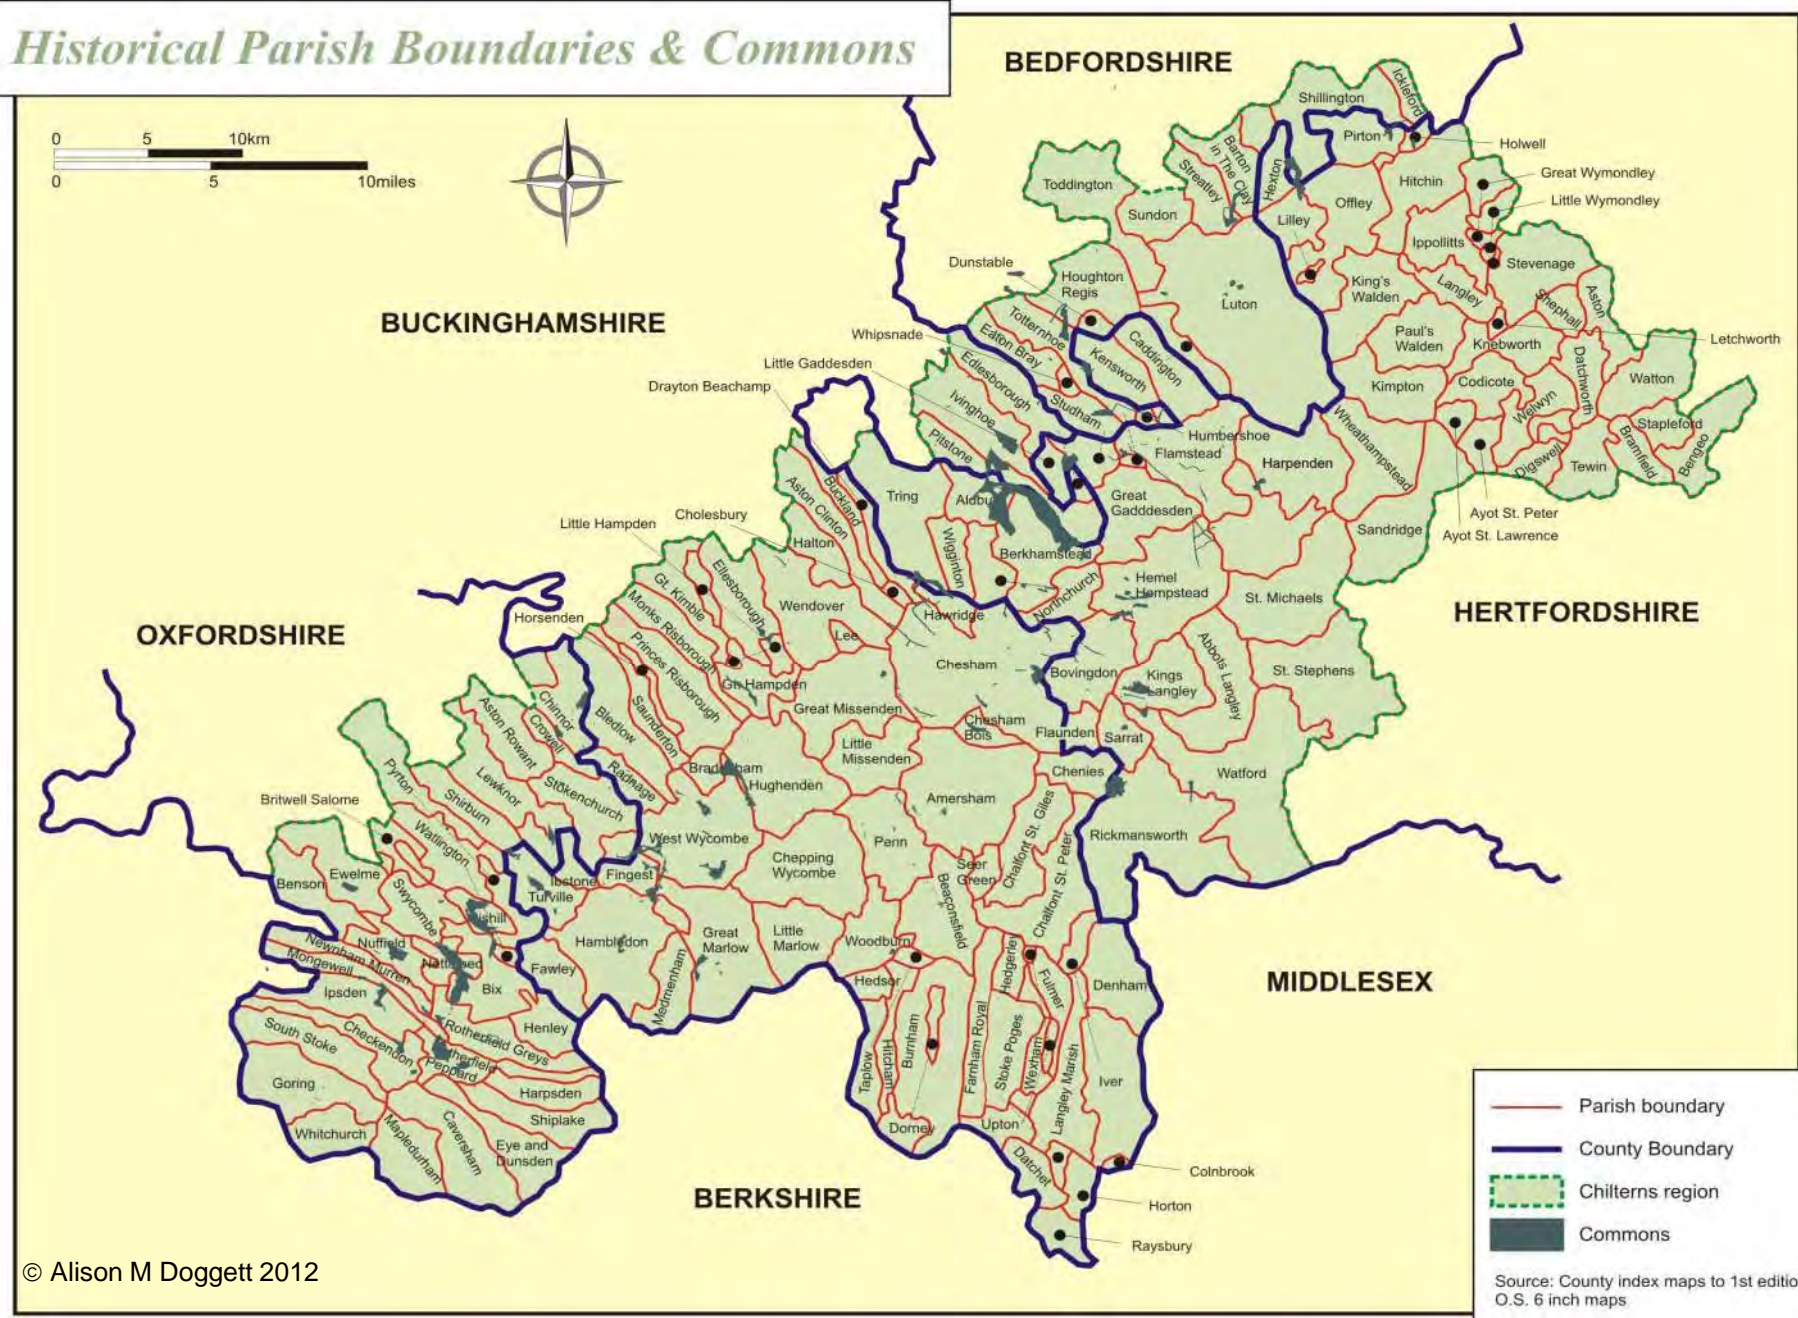 Historical Parish Boundaries & Commons
BEDFORDSHIRE
0 5 10km
0 5 10miles
Shillington
Ickleford
Pirton
Holwell
Barton
in The Clay
Streatley
Hexton
Toddington
Sundon
Hitchin
Great Wymondley
Little Wymondley
Offley
Lilley
Ippollitts
Stevenage
Dunstable
Houghton
Regis
Luton
King's
Walden
Langley
Shephall
Aston
BUCKINGHAMSHIRE
Whipsnade
Totternhoe
Eaton Bray
Caddington
Kensworth
Paul's
Walden
Knebworth
Letchworth
Little Gaddesden
Edlesborough
Drayton Beachamp
Ivinghoe
Studham
Kimpton
Codicote
Datchworth
Watton
Welwyn
Pitstone
Humbershoe
Flamstead
Wheathampstead
Harpenden
Stapleford
Bramfield
Bengeo
Digswell
Tewin
Buckland
Aston Clinton
Tring
Aldbu
Great
Gadddesden
Ayot St. Peter
Ayot St. Lawrence
Sandridge
Little Hampden
Cholesbury
Halton
Wigginton
Berkhamstead
Northchurch
Hemel
Hempstead
St. Michaels
HERTFORDSHIRE
OXFORDSHIRE
Horsenden
Gt. Kimble
Ellesborough
Wendover
Hawridge
Monks Risborough
Princes Risborough
Lee
Chesham
Bovingdon
Kings
Langley
Abbots Langley
St. Stephens
Gt. Hampden
Great Missenden
Chesham
Bois
Flaunden
Sarrat
Chinnor
Crowell
Aston Rowant
Bledlow
Saunderton
Little
Missenden
Chenies
Watford
Pyrton
Lewknor
Stokenchurch
Radnage
Bradenham
Hughenden
Amersham
Britwell Salome
Shirburn
Watlington
West Wycombe
Penn
Chalfont St. Giles
Rickmansworth
Chepping
Wycombe
Seer
Green
Chalfont St. Peter
Benson
Ewelme
Swycombe
Ibstone
Fingest
Turville
Beaconsfield
ishill
Hambledon
Great
Marlow
Little
Marlow
Woodburn
Nuffield
Newnham Murren
Mongewell
Nettlebed
Fawley
Medmenham
Hedsor
Hedgerley
Fulmer
Denham
MIDDLESEX
Ipsden
Bix
Henley
South Stoke
Checkendon
Rotherfield Greys
Rotherfield
Peppard
Taplow
Hitcham
Burnham
Farnham Royal
Stoke Poges
Wexham
Langley Marish
Iver
Goring
Harpsden
Shiplake
Whitchurch
Mapledurham
Caversham
Eye and
Dunsden
Dorney
Upton
Datchet
Colnbrook
Horton
Raysbury
BERKSHIRE
© Alison M Doggett 2012
Parish boundary
County Boundary
Chilterns region
Commons
Source: County index maps to 1st editio
O.S. 6 inch maps